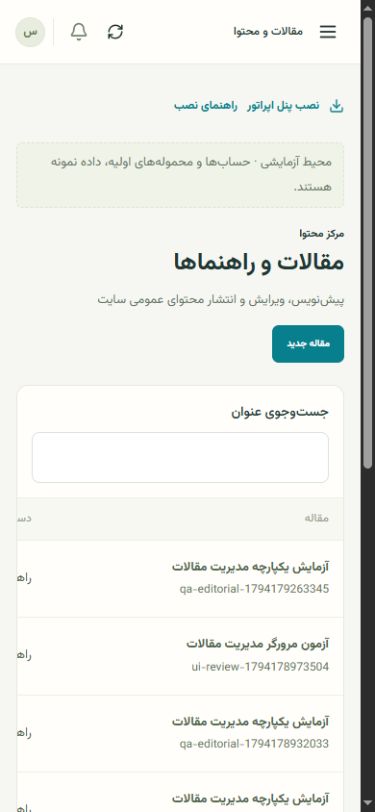 مقالات و محتوا
س
نصب پنل اپراتور
راهنمای نصب
محیط آزمایشی · حساب‌ها و محموله‌های اولیه، داده نمونه
هستند.
مرکز محتوا
مقالات و راهنماها
پیش‌نویس، ویرایش و انتشار محتوای عمومی سایت
مقاله جدید
جست‌وجوی عنوان
مقاله
آزمایش یکپارچه مدیریت مقالات
qa-editorial-1794179263345
آزمون مرورگر مدیریت مقالات
ui-review-1794178973504
آزمایش یکپارچه مدیریت مقالات
qa-editorial-1794178932033
آزمایش یکپارچه مدیریت مقالات